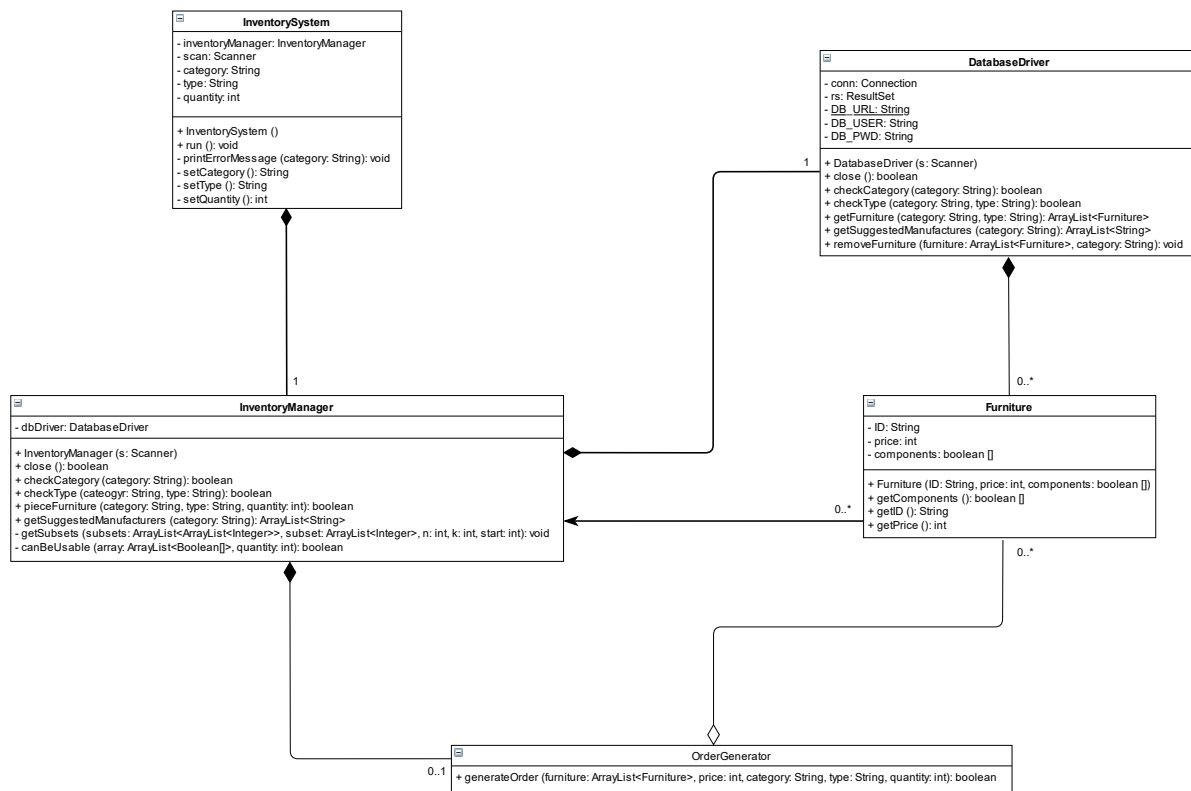 InventorySystem
- inventoryManager: InventoryManager
- scan: Scanner
- category: String
- type: String
- quantity: int
+ InventorySystem ()
+ run (): void
- printErrorMessage (category: String): void
- setCategory (): String
- setType (): String
- setQuantity (): int
1
DatabaseDriver
- conn: Connection
- rs: ResultSet
- DB_URL: String
- DB_USER: String
- DB_PWD: String
+ DatabaseDriver (s: Scanner)
+ close (): boolean
+ checkCategory (category: String): boolean
+ checkType (category: String, type: String): boolean
+ getFurniture (category: String, type: String): ArrayList<Furniture>
+ getSuggestedManufactures (category: String): ArrayList<String>
+ removeFurniture (furniture: ArrayList<Furniture>, category: String): void
1
0..*
InventoryManager
- dbDriver: DatabaseDriver
+ InventoryManager (s: Scanner)
+ close (): boolean
+ checkCategory (category: String): boolean
+ checkType (cateogyr: String, type: String): boolean
+ pieceFurniture (category: String, type: String, quantity: int): boolean
+ getSuggestedManufacturers (category: String): ArrayList<String>
- getSubsets (subsets: ArrayList<ArrayList<Integer>>, subset: ArrayList<Integer>, n: int, k: int, start: int): void
- canBeUsable (array: ArrayList<Boolean[]>, quantity: int): boolean
Furniture
- ID: String
- price: int
- components: boolean []
+ Furniture (ID: String, price: int, components: boolean [])
+ getComponents (): boolean []
+ getID (): String
+ getPrice (): int
0..*
0..*
0..1
OrderGenerator
+ generateOrder (furniture: ArrayList<Furniture>, price: int, category: String, type: String, quantity: int): boolean